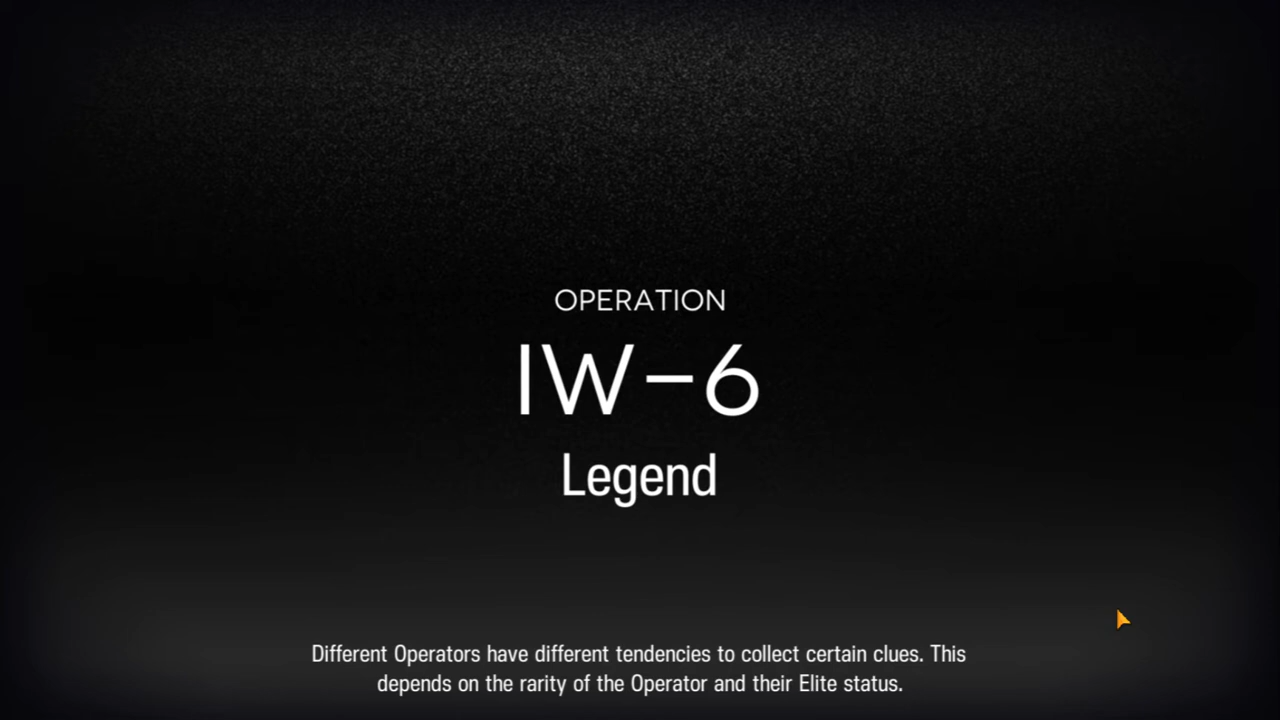 OPERATION
IW-6
Legend
Different Operators have different tendencies to collect certain clues. This
depends on the rarity of the Operator and their Elite status.